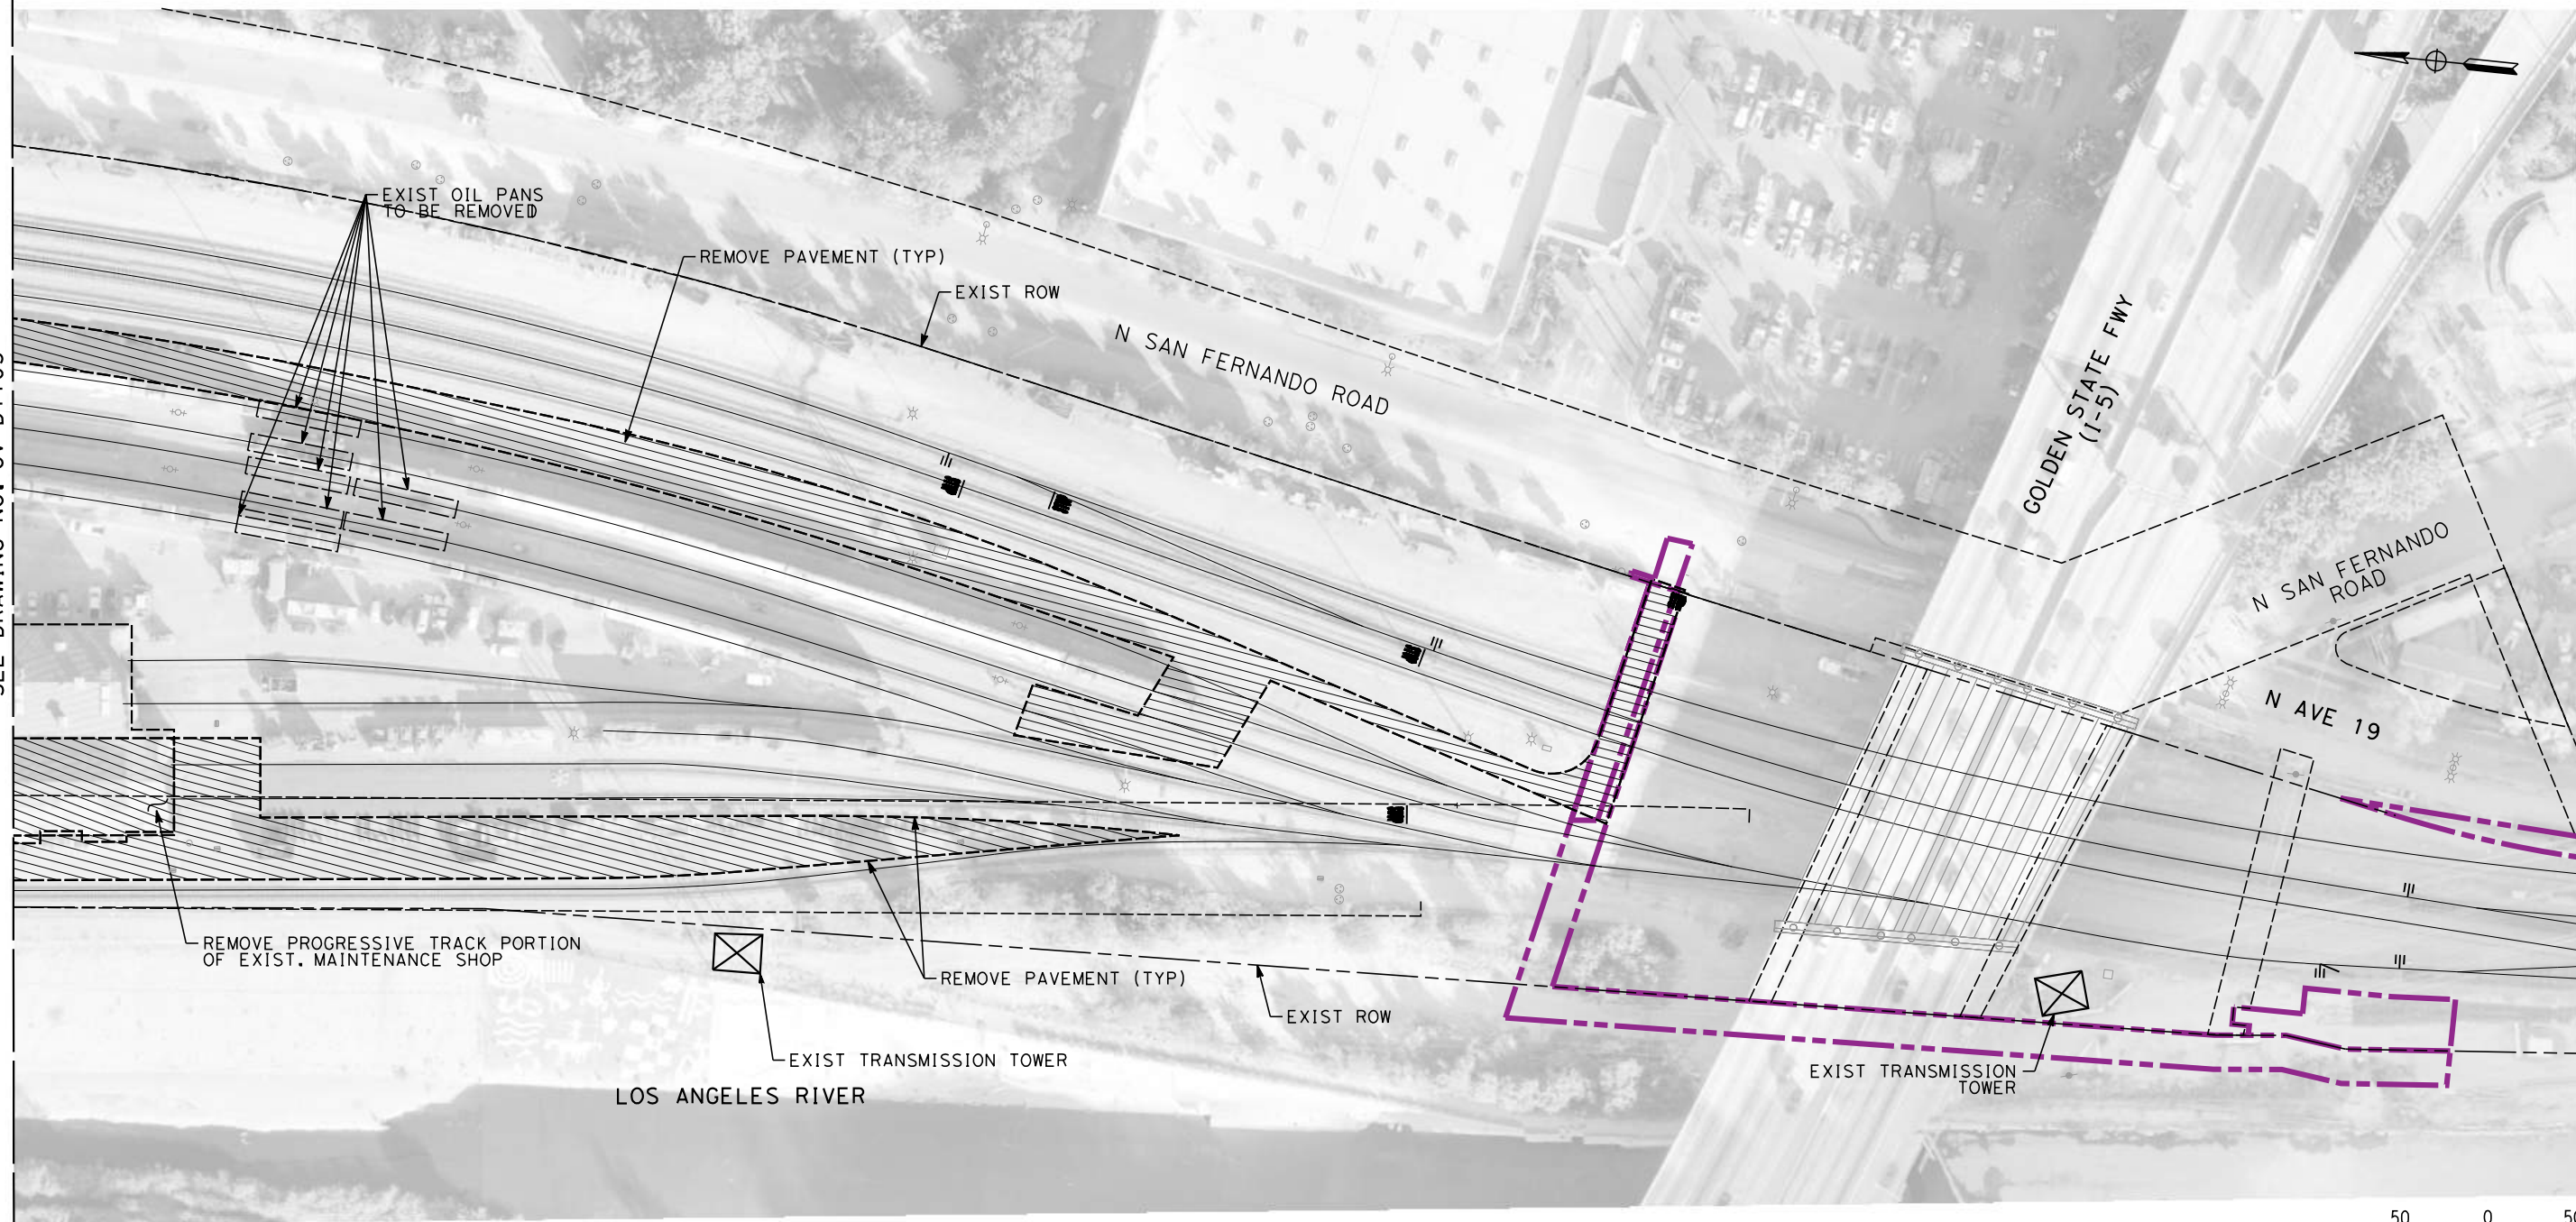 EXIST OIL PANS
TO BE REMOVED
REMOVE PAVEMENT (TYP)
EXIST ROW
N SAN FERNANDO ROAD
GOLDEN STATE FWY
(I-5)
N SAN FERNANDO
ROAD
N AVE 19
REMOVE PROGRESSIVE TRACK PORTION
OF EXIST. MAINTENANCE SHOP
REMOVE PAVEMENT (TYP)
EXIST ROW
EXIST TRANSMISSION TOWER
EXIST TRANSMISSION
TOWER
LOS ANGELES RIVER
50 0